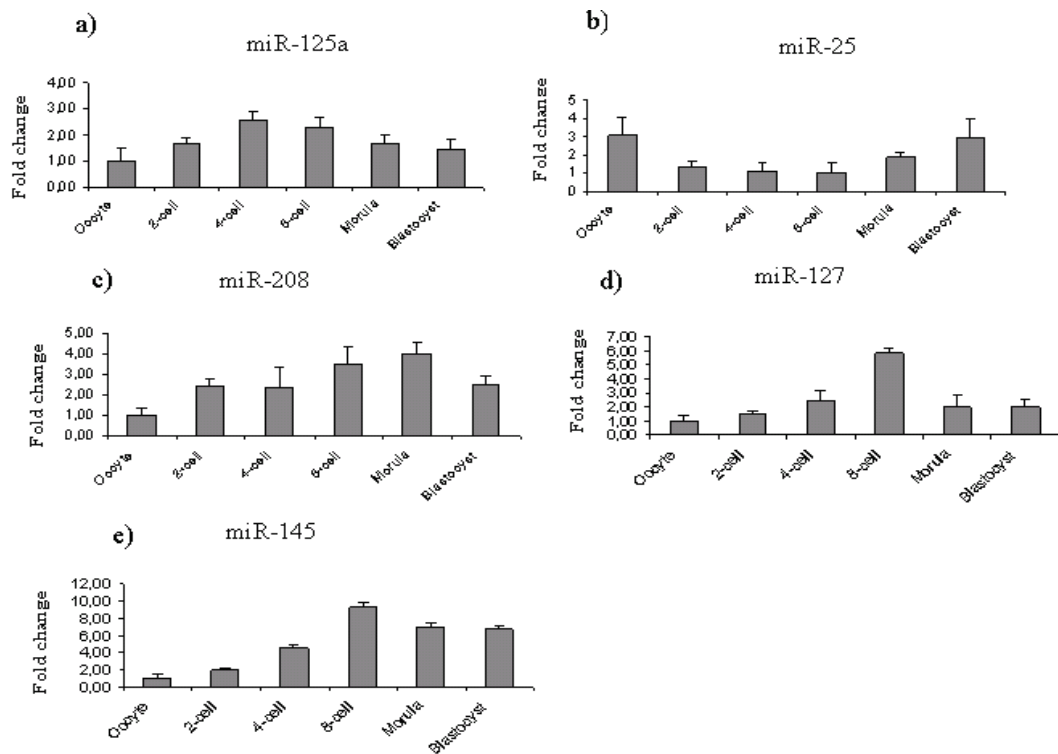 a)
miR-125a
Fold change
4,00
3,00
2,00
1,00
0,00
Oocyte
2-cell
4-cell
8-cell
Morula
Blastocyst
b)
miR-25
Fold change
5
4
3
2
1
0
Oocyte
2-cell
4-cell
8-cell
Morula
Blastocyst
c)
miR-208
Fold change
5,00
4,00
3,00
2,00
1,00
0,00
Oocyte
2-cell
4-cell
8-cell
Morula
Blastocyst
d)
miR-127
Fold change
7,00
6,00
5,00
4,00
3,00
2,00
1,00
0,00
Oocyte
2-cell
4-cell
8-cell
Morula
Blastocyst
e)
miR-145
Fold change
12,00
10,00
8,00
6,00
4,00
2,00
0,00
Oocyte
2-cell
4-cell
8-cell
Morula
Blastocyst